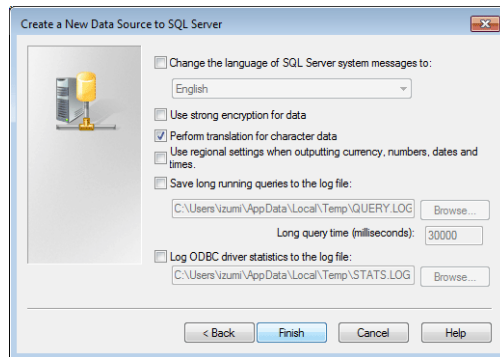 Create a New Data Source to SQL Server
Change the language of SQL Server system messages to:
English
Use strong encryption for data
Perform translation for character data
Use regional settings when outputting currency, numbers, dates and
times.
Save long running queries to the log file:
C:\Users\izumi\AppData\Local\Temp\QUERY.LOG
Browse...
Long query time (milliseconds):
30000
Log ODBC driver statistics to the log file:
C:\Users\izumi\AppData\Local\Temp\STATS.LOG
Browse...
< Back
Finish
Cancel
Help